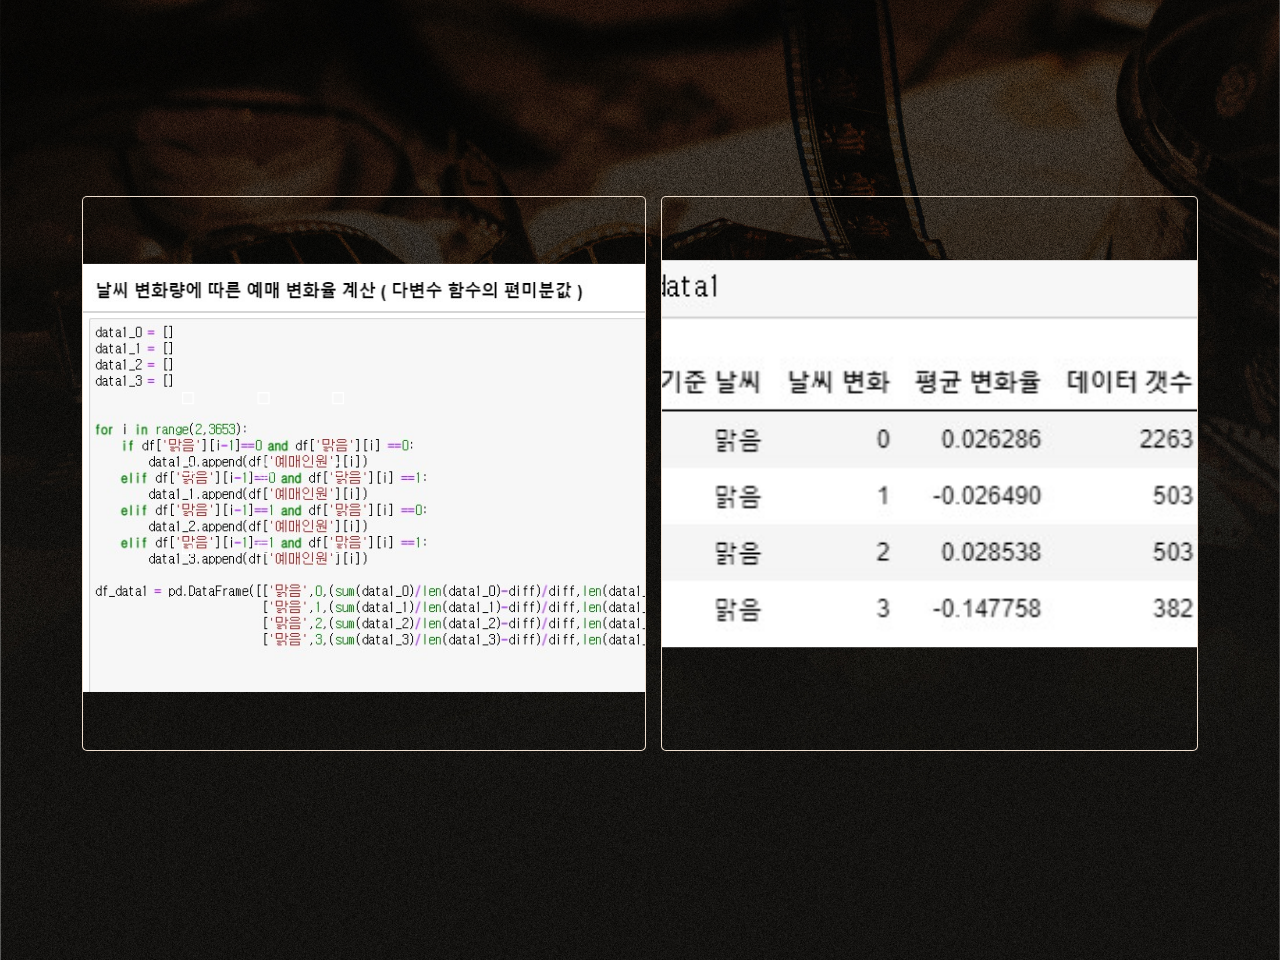 날씨 변화량에 따른 예매 변화율 계산 ( 다변수 함수의 편미분값 )
data1_0 = []
data1_1 = []
data1_2 = []
data1_3 = []
for i in range(2,3653):
    if df['맑음'][i-1]==0 and df['맑음'][i] ==0:
        data1_0.append(df['예매인원'][i])
    elif df['맑음'][i-1]==0 and df['맑음'][i] ==1:
        data1_1.append(df['예매인원'][i])
    elif df['맑음'][i-1]==1 and df['맑음'][i] ==0:
        data1_2.append(df['예매인원'][i])
    elif df['맑음'][i-1]==1 and df['맑음'][i] ==1:
        data1_3.append(df['예매인원'][i])
df_data1 = pd.DataFrame([['맑음',0,(sum(data1_0)/len(data1_0)-diff)/diff,len(data1_
['맑음',1,(sum(data1_1)/len(data1_1)-diff)/diff,len(data1_
['맑음',2,(sum(data1_2)/len(data1_2)-diff)/diff,len(data1_
['맑음',3,(sum(data1_3)/len(data1_3)-diff)/diff,len(data1_
data1
기준 날씨 날씨 변화 평균 변화율 데이터 갯수
맑음 0 0.026286 2263
맑음 1 -0.026490 503
맑음 2 0.028538 503
맑음 3 -0.147758 382